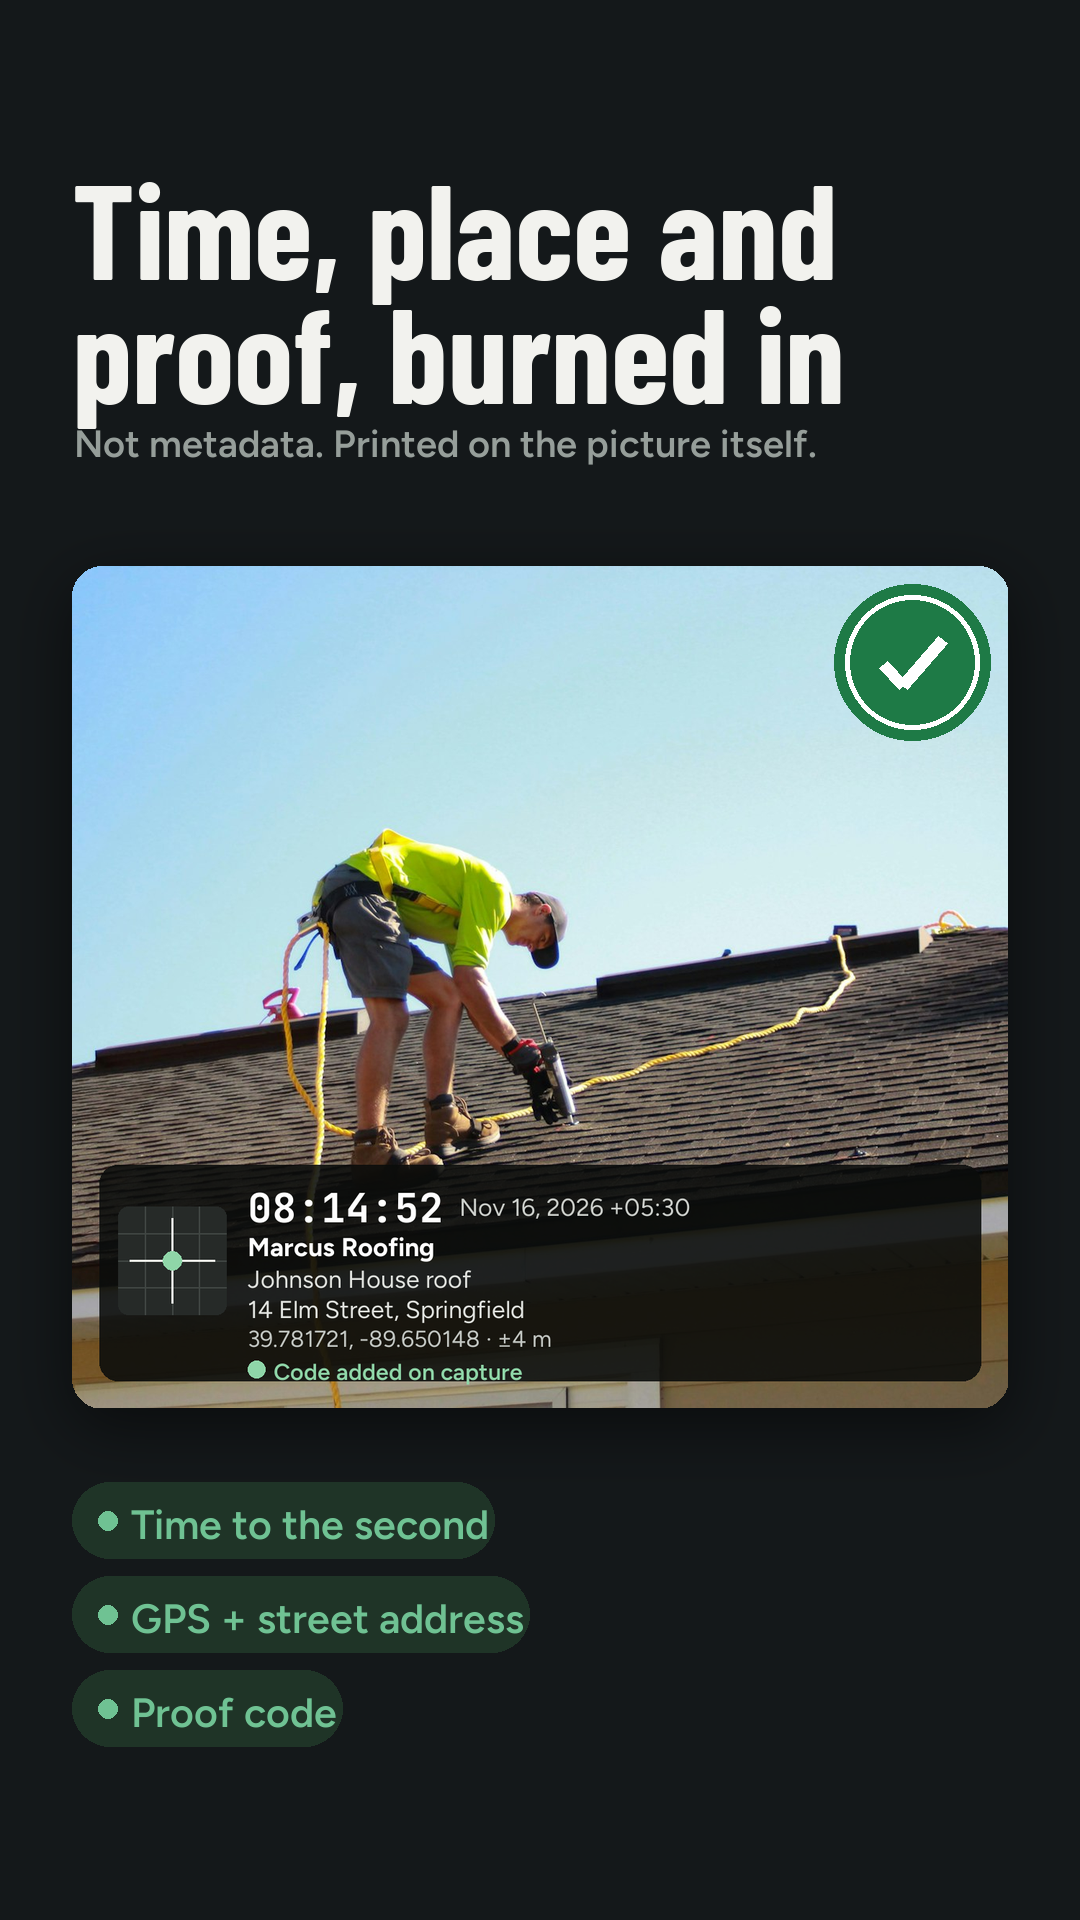 Time, place and
proof, burned in
Not metadata. Printed on the picture itself.
08:14:52 Nov 16, 2026 +05:30
Marcus Roofing
Johnson House roof
14 Elm Street, Springfield
39.781721, -89.650148 · ±4 m
Code added on capture
Time to the second
GPS + street address
Proof code